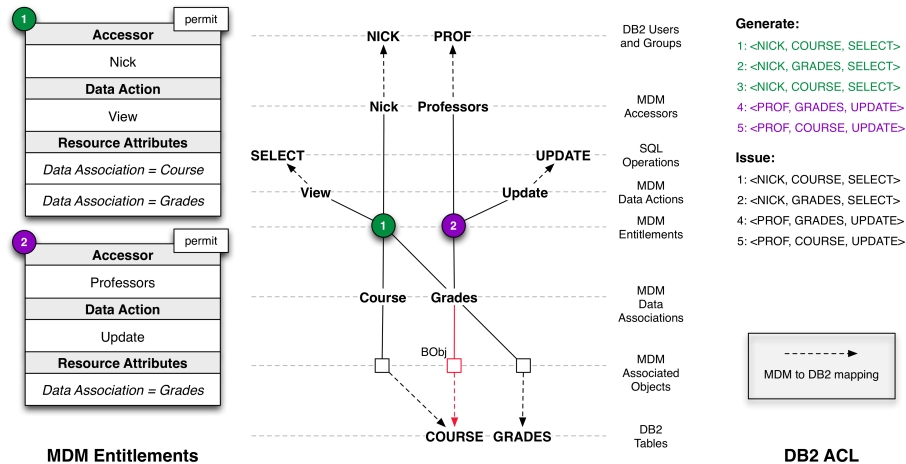 1
permit
Accessor
Nick
Data Action
View
Resource Attributes
Data Association = Course
Data Association = Grades
2
permit
Accessor
Professors
Data Action
Update
Resource Attributes
Data Association = Grades
MDM Entitlements
NICK PROF
DB2 Users
and Groups
Nick Professors
MDM
Accessors
SELECT UPDATE
SQL
Operations
View Update
MDM
Data Actions
1 2
MDM
Entitlements
Course Grades
MDM
Data
Associations
BObj
MDM
Associated
Objects
COURSE GRADES
DB2
Tables
Generate:
1: <NICK, COURSE, SELECT>
2: <NICK, GRADES, SELECT>
3: <NICK, COURSE, SELECT>
4: <PROF, GRADES, UPDATE>
5: <PROF, COURSE, UPDATE>
Issue:
1: <NICK, COURSE, SELECT>
2: <NICK, GRADES, SELECT>
4: <PROF, GRADES, UPDATE>
5: <PROF, COURSE, UPDATE>
MDM to DB2 mapping
DB2 ACL